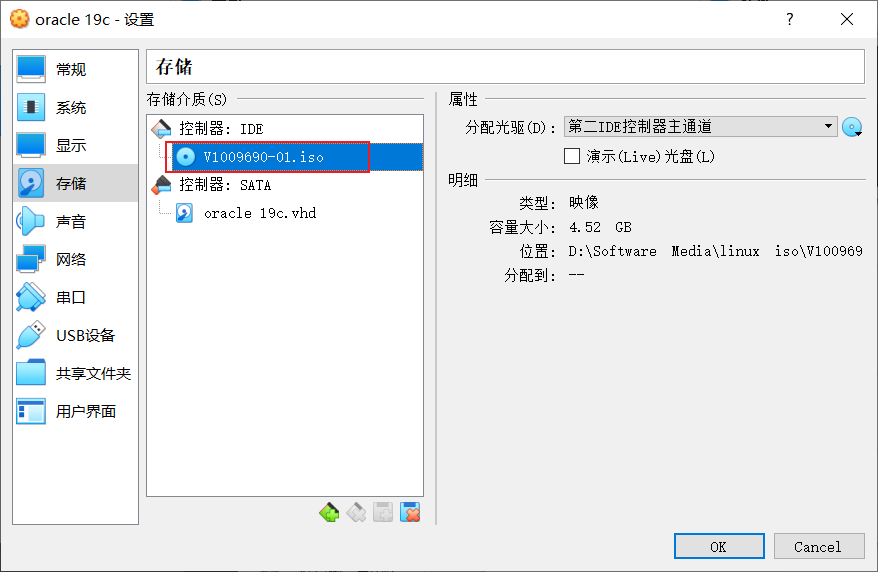 oracle 19c - 设置
?
常规
系统
显示
存储
声音
网络
串口
USB设备
共享文件夹
用户界面
存储
存储介质(S)
控制器: IDE
V1009690-01.iso
控制器: SATA
oracle 19c.vhd
属性
分配光驱(D): 第二IDE控制器主通道
演示(Live)光盘(L)
明细
类型: 映像
容量大小: 4.52 GB
位置: D:\Software Media\linux iso\V100969
分配到: --
OK
Cancel